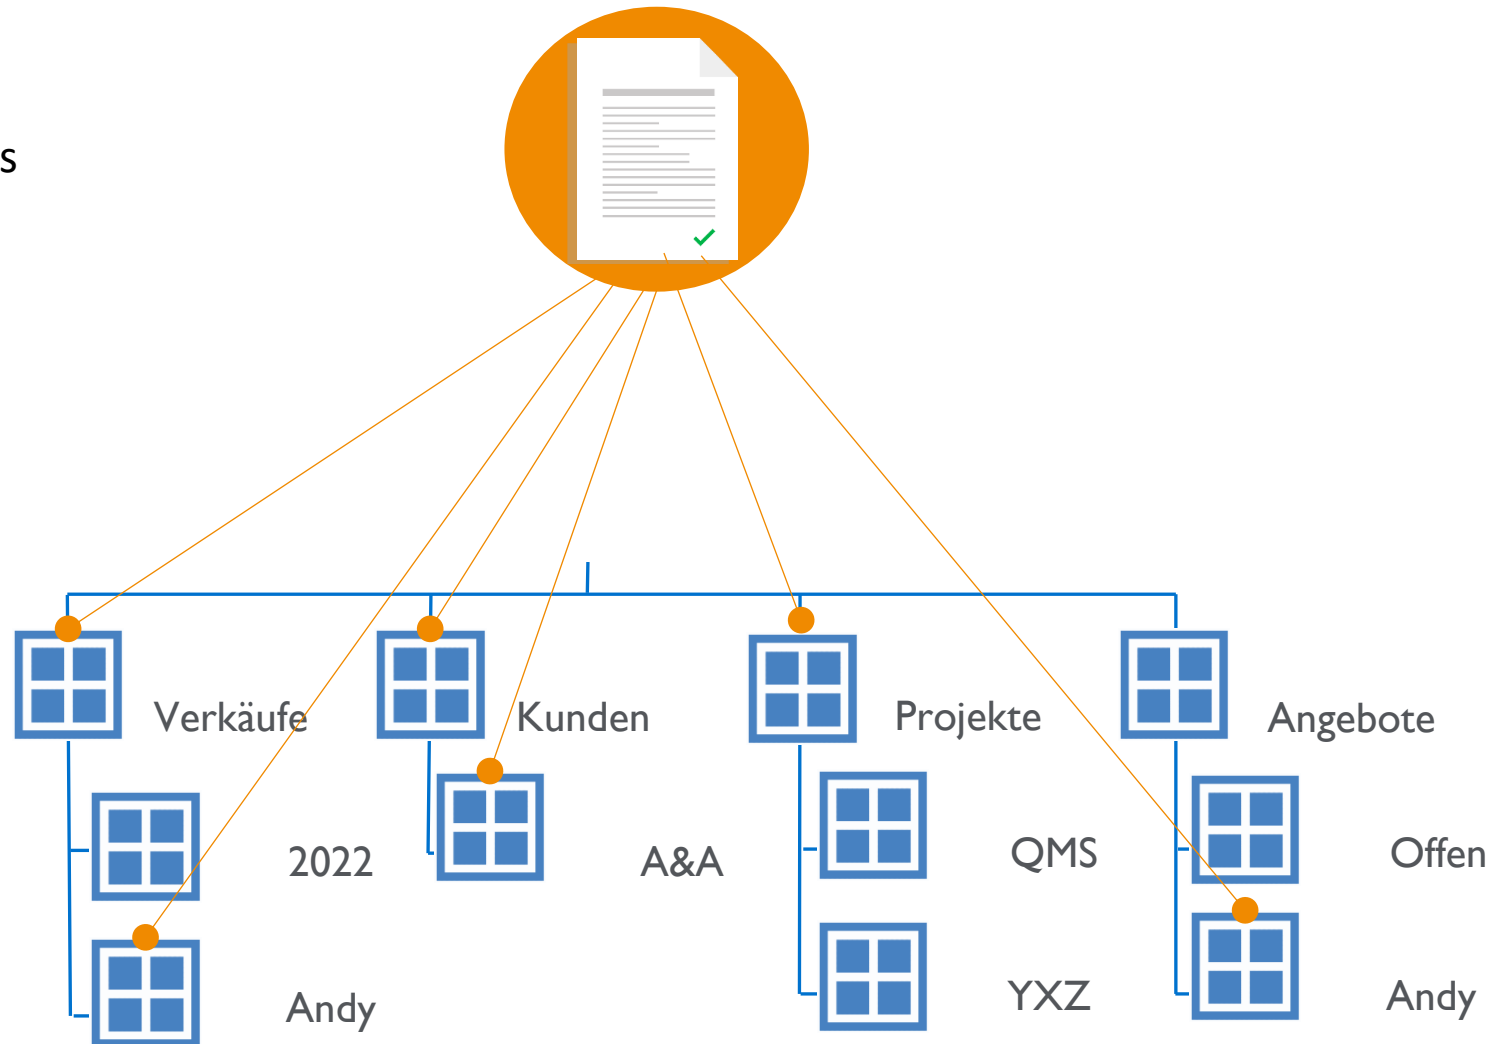 s
Verkäufe
Kunden
Projekte
Angebote
2022
A&A
QMS
Offen
Andy
YXZ
Andy